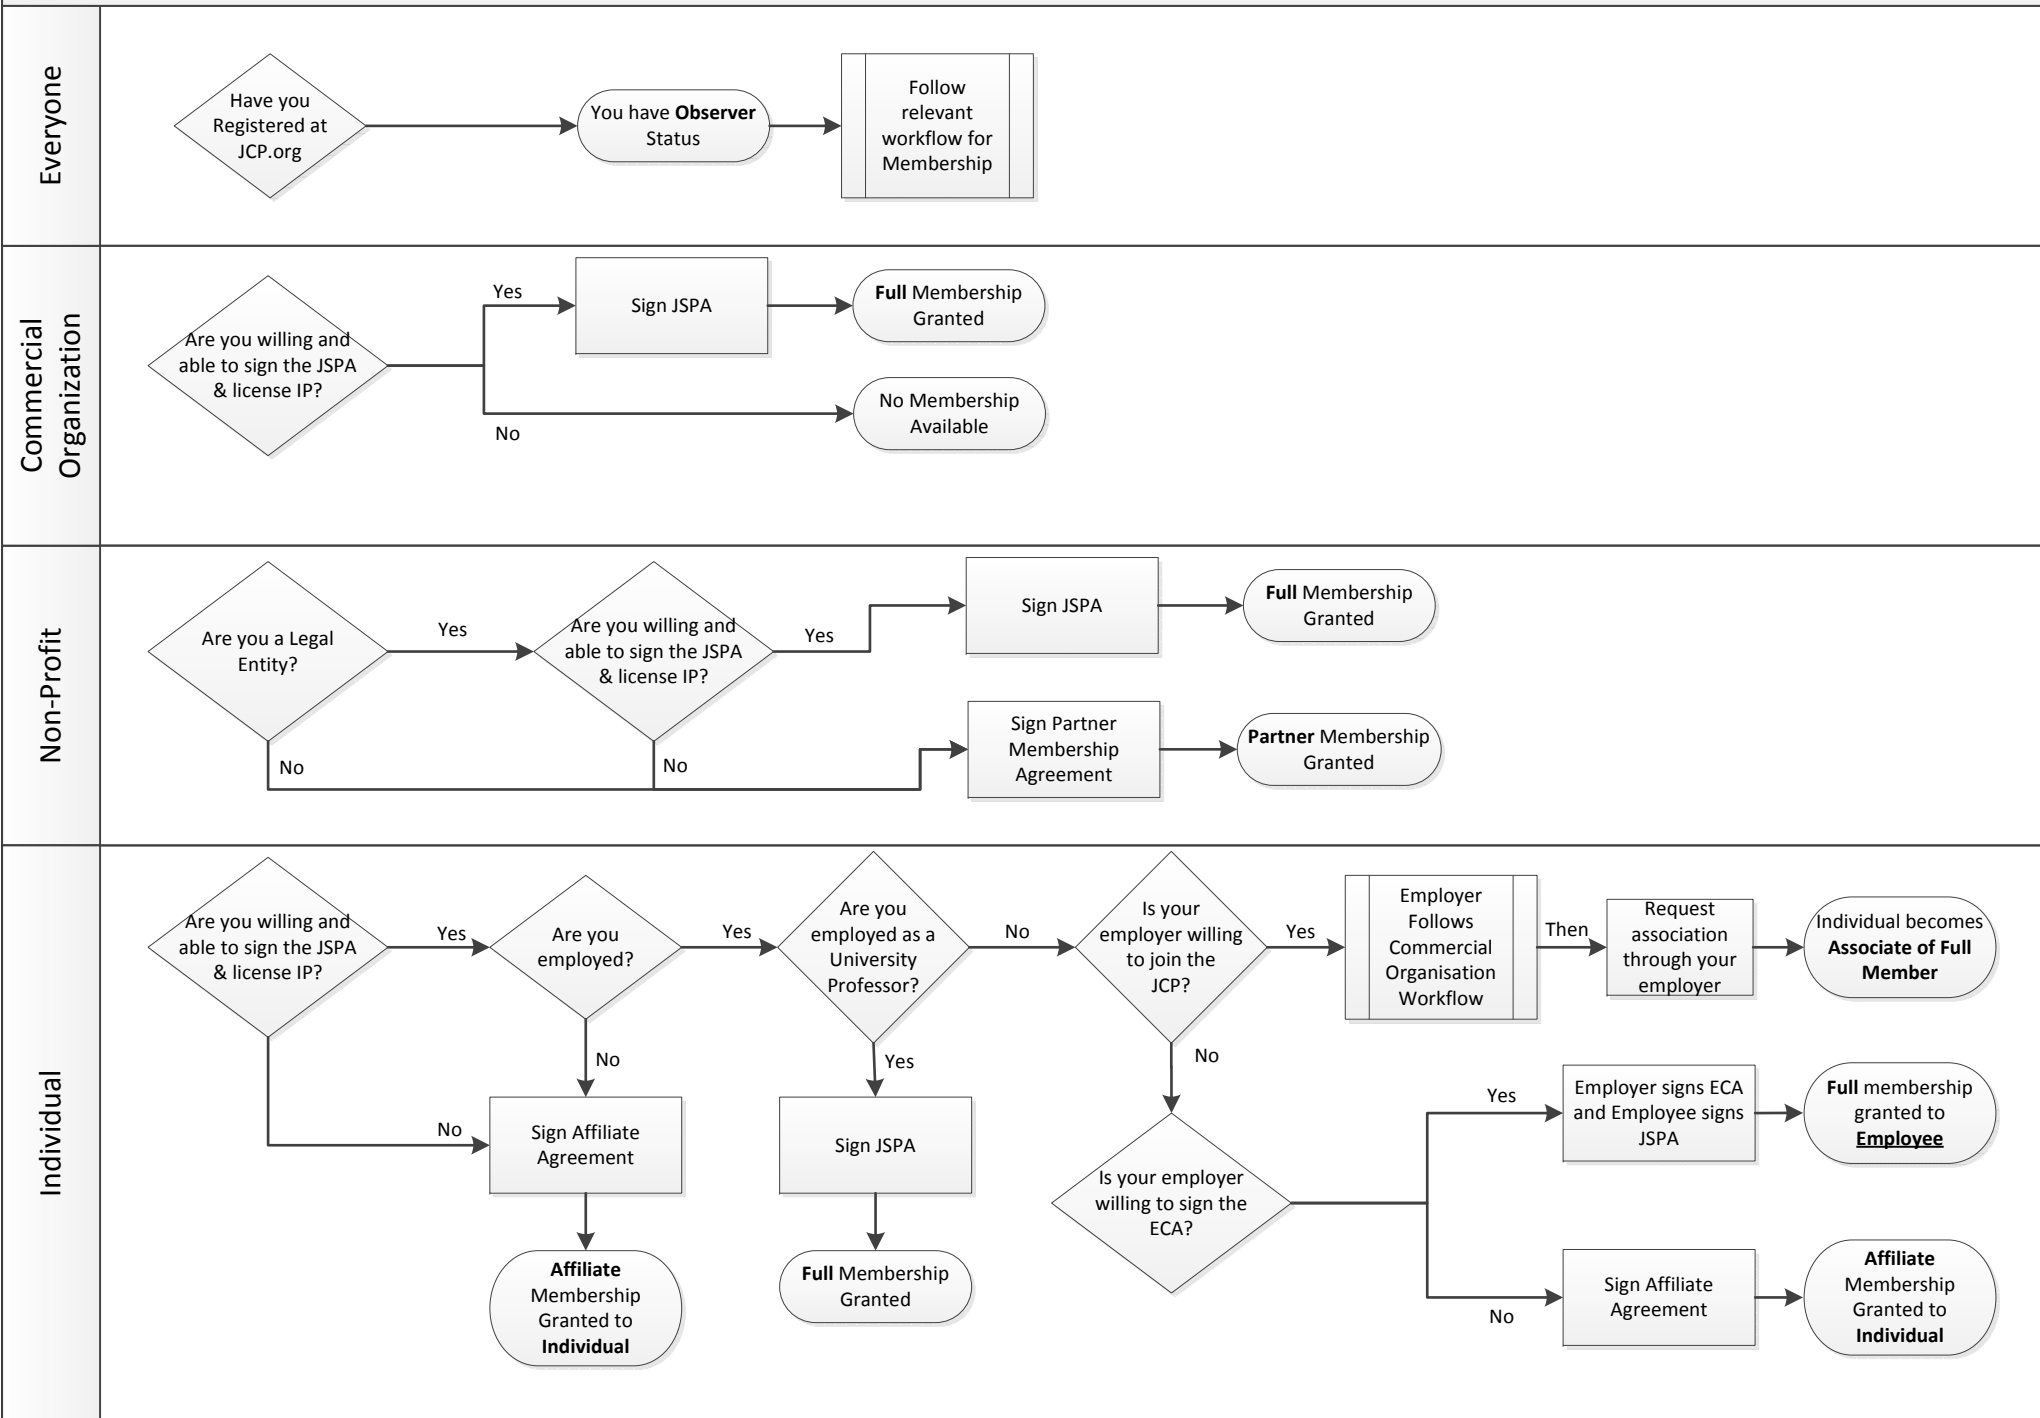 Everyone
Have you
Registered at
JCP.org
You have Observer
Status
Follow
relevant
workflow for
Membership
Commercial
Organization
Are you willing and
able to sign the JSPA
& license IP?
Yes
Sign JSPA
Full Membership
Granted
No
No Membership
Available
Non-Profit
Are you a Legal
Entity?
Yes
Are you willing and
able to sign the JSPA
& license IP?
Yes
Sign JSPA
Full Membership
Granted
No
No
Sign Partner
Membership
Agreement
Partner Membership
Granted
Individual
Are you willing and
able to sign the JSPA
& license IP?
Yes
Are you
employed?
Yes
Are you
employed as a
University
Professor?
No
Is your
employer willing
to join the
JCP?
Yes
Employer
Follows
Commercial
Organisation
Workflow
Then
Request
association
through your
employer
Individual becomes
Associate of Full
Member
No
No
Sign Affiliate
Agreement
Affiliate
Membership
Granted to
Individual
Yes
Sign JSPA
Full Membership
Granted
No
Is your employer
willing to sign the
ECA?
Yes
Employer signs ECA
and Employee signs
JSPA
Full membership
granted to
Employee
No
Sign Affiliate
Agreement
Affiliate
Membership
Granted to
Individual